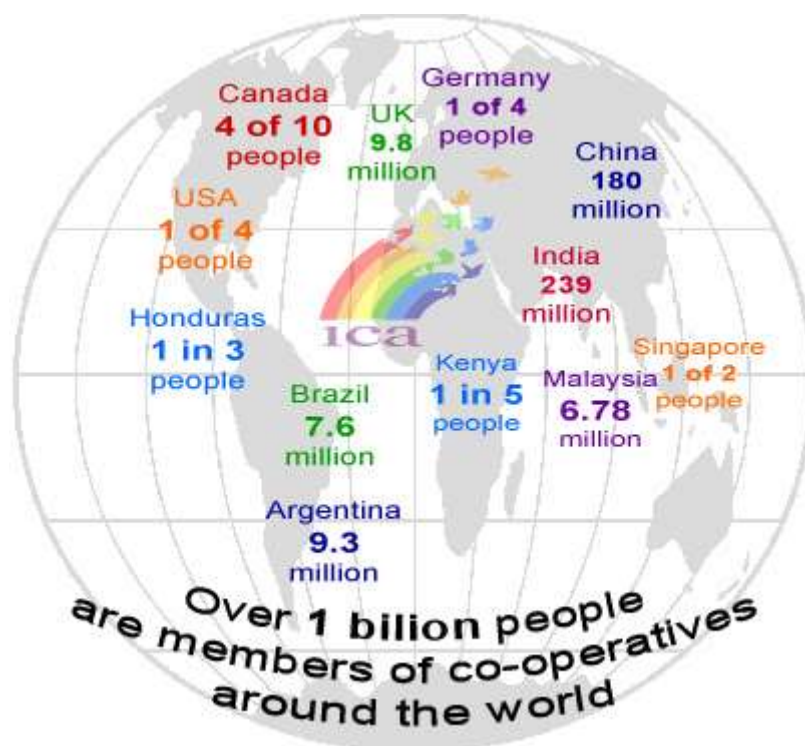 Canada
4 of 10
people
UK
9.8
million
Germany
1 of 4
people
China
180
million
USA
1 of 4
people
ica
India
239
million
Honduras
1 in 3
people
Brazil
7.6
million
Kenya
1 in 5
people
Malaysia
6.78
million
Singapore
1 of 2
people
Argentina
9.3
million
Over 1 bilion people
are members of co-operatives
around the world